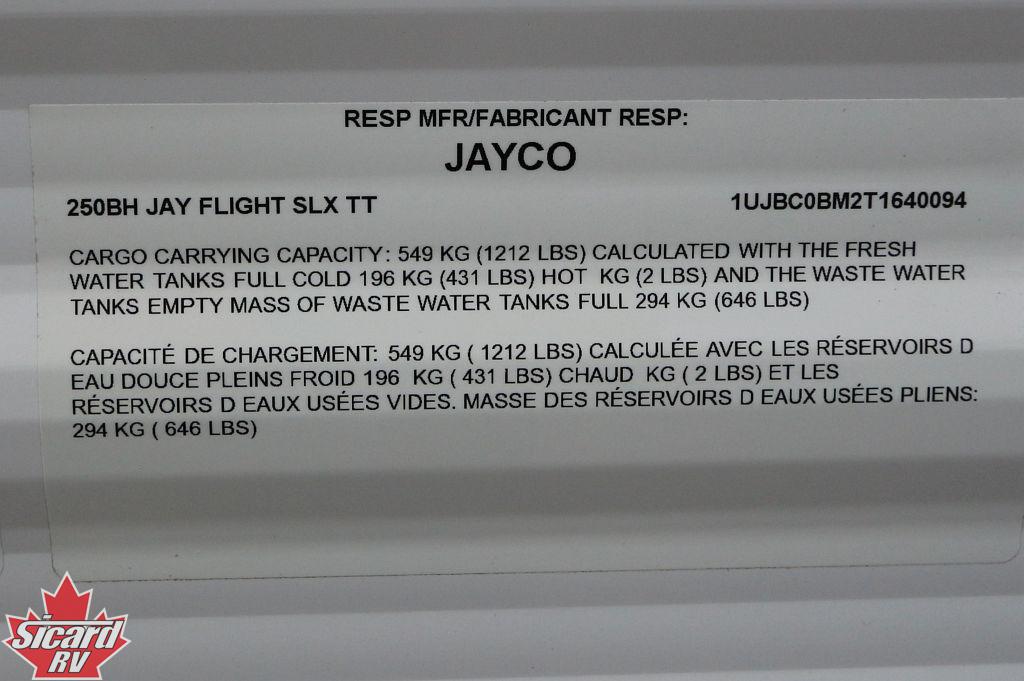 RESP MFR/FABRICANT RESP:
JAYCO
250BH JAY FLIGHT SLX TT 1UJBC0BM2T1640094
CARGO CARRYING CAPACITY: 549 KG (1212 LBS) CALCULATED WITH THE FRESH
WATER TANKS FULL COLD 196 KG (431 LBS) HOT  KG (2 LBS) AND THE WASTE WATER
TANKS EMPTY MASS OF WASTE WATER TANKS FULL 294 KG (646 LBS)
CAPACITÉ DE CHARGEMENT: 549 KG ( 1212 LBS) CALCULÉE AVEC LES RÉSERVOIRS D
EAU DOUCE PLEINS FROID 196  KG ( 431 LBS) CHAUD  KG ( 2 LBS) ET LES
RÉSERVOIRS D EAUX USÉES VIDES. MASSE DES RÉSERVOIRS D EAUX USÉES PLIENS:
294 KG ( 646 LBS)
Sicard
RV